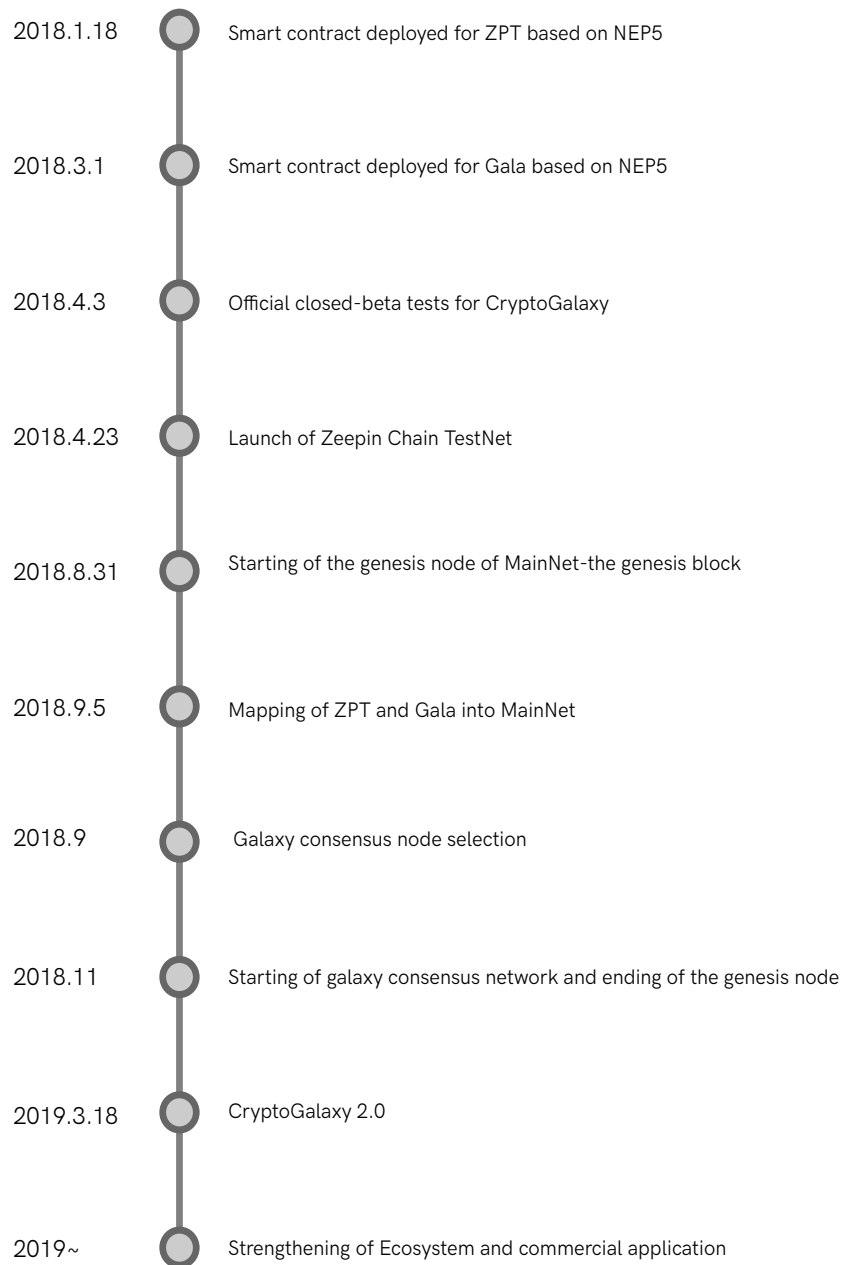 2018.1.18 Smart contract deployed for ZPT based on NEP5
2018.3.1 Smart contract deployed for Gala based on NEP5
2018.4.3 Official closed-beta tests for CryptoGalaxy
2018.4.23 Launch of Zeepin Chain TestNet
2018.8.31 Starting of the genesis node of MainNet-the genesis block
2018.9.5 Mapping of ZPT and Gala into MainNet
2018.9 Galaxy consensus node selection
2018.11 Starting of galaxy consensus network and ending of the genesis node
2019.3.18 CryptoGalaxy 2.0
2019~ Strengthening of Ecosystem and commercial application